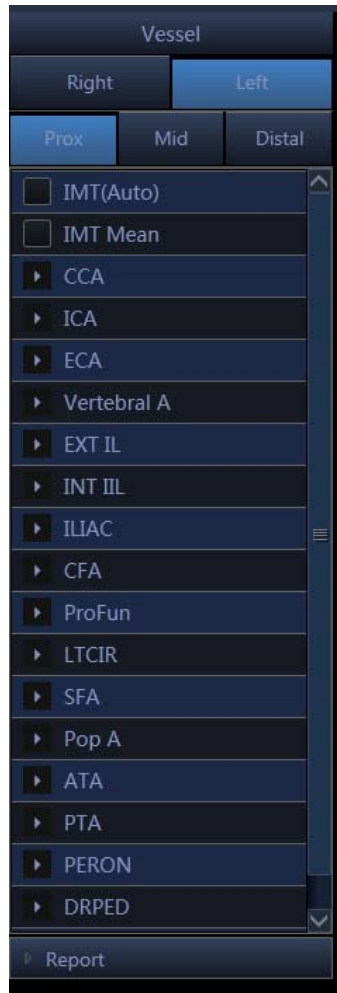 Vessel
Right Left
Prox Mid Distal
IMT(Auto)
IMT Mean
CCA
ICA
ECA
Vertebral A
EXT IL
INT IIL
ILIAC
CFA
ProFun
LTCIR
SFA
Pop A
ATA
PTA
PERON
DRPED
Report